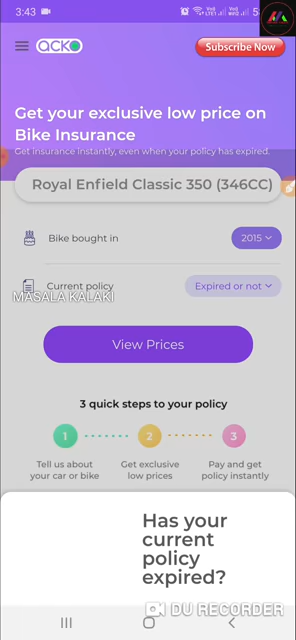 3:43
acko
Subscribe Now
Get your exclusive low price on
Bike Insurance
Get insurance instantly, even when your policy has expired.
Royal Enfield Classic 350 (346CC)
Bike bought in
2015
Current policy
Expired or not
MASALA KALAKI
View Prices
3 quick steps to your policy
1 2 3
Tell us about Get exclusive Pay and get
your car or bike low prices policy instantly
Has your
current
policy
expired?
DU RECORDER